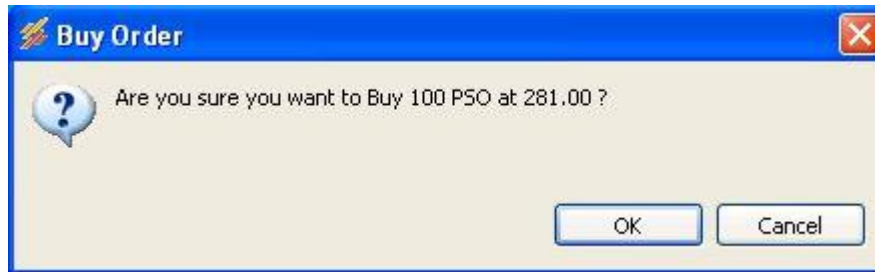 Buy Order
Are you sure you want to Buy 100 PSO at 281.00 ?
OK
Cancel